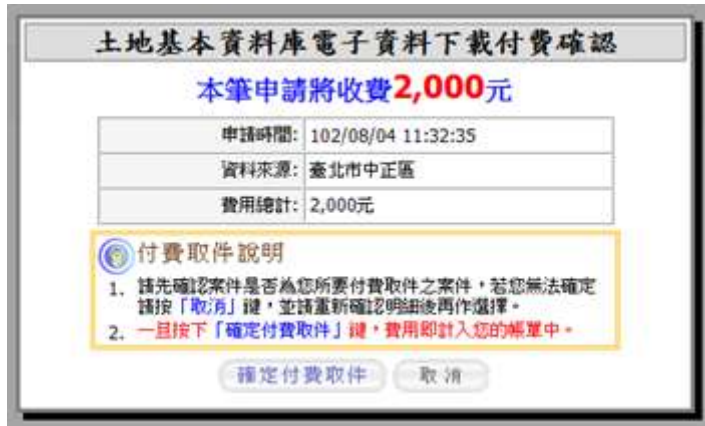 土地基本資料庫電子資料下載付費確認
本筆申請將收費2,000元
申請時間: 102/08/04 11:32:35
資料來源: 臺北市中正區
費用總計: 2,000元
付費取件說明
1. 請先確認案件是否為您所要付費取件之案件,若您無法確定
請按「取消」鍵,並請重新確認明細後再作選擇。
2. 一旦按下「確定付費取件」鍵,費用即計入您的帳單中。
確定付費取件 取消